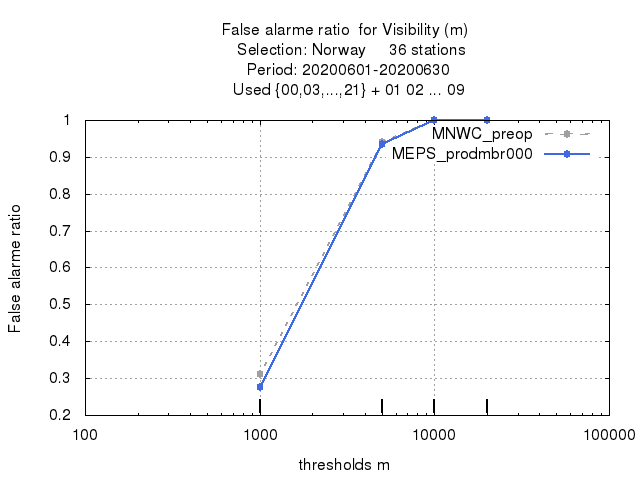 False alarme ratio  for Visibility (m)
Selection: Norway     36 stations
Period: 20200601-20200630
Used {00,03,...,21} + 01 02 ... 09
MNWC_preop
MEPS_prodmbr000
False alarme ratio
1
0.9
0.8
0.7
0.6
0.5
0.4
0.3
0.2
100
1000
10000
100000
thresholds m